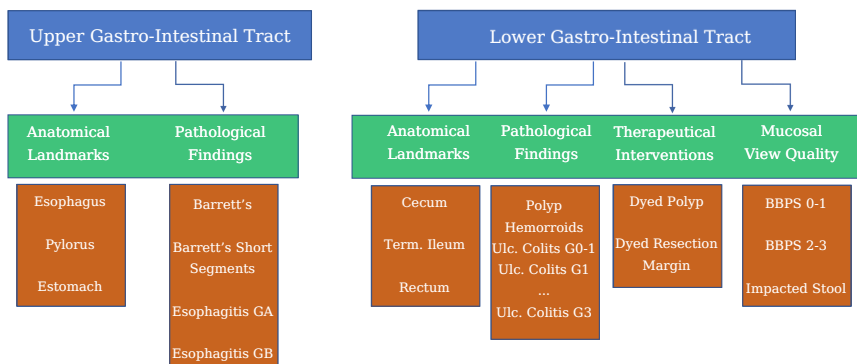 Upper Gastro-Intestinal Tract
Lower Gastro-Intestinal Tract
Anatomical
Landmarks
Pathological
Findings
Anatomical
Landmarks
Pathological
Findings
Therapeutical
Interventions
Mucosal
View Quality
Esophagus
Pylorus
Estomach
Barrett's
Barrett's Short
Segments
Esophagitis GA
Esophagitis GB
Cecum
Term. Ileum
Rectum
Polyp
Hemorroids
Ulc. Colits G0-1
Ulc. Colits G1
...
Ulc. Colitis G3
Dyed Polyp
Dyed Resection
Margin
BBPS 0-1
BBPS 2-3
Impacted Stool